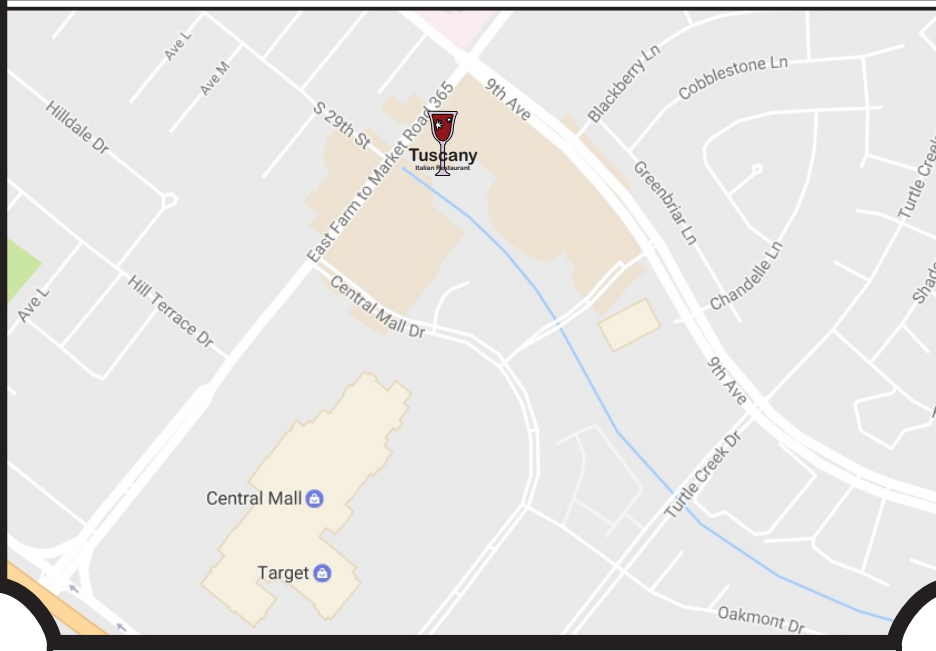 Ave L
Ave M
Hilldale Dr
S 29th St
East Farm to Market Road 365
9th Ave
Blackberry Ln
Cobblestone Ln
Tuscany
Italian Restaurant
Greenbriar Ln
Turtle Creek
Chandelle Ln
Shad
Ave L
Hill Terrace Dr
Central Mall Dr
9th Ave
Turtle Creek Dr
Central Mall
Target
Oakmont Dr